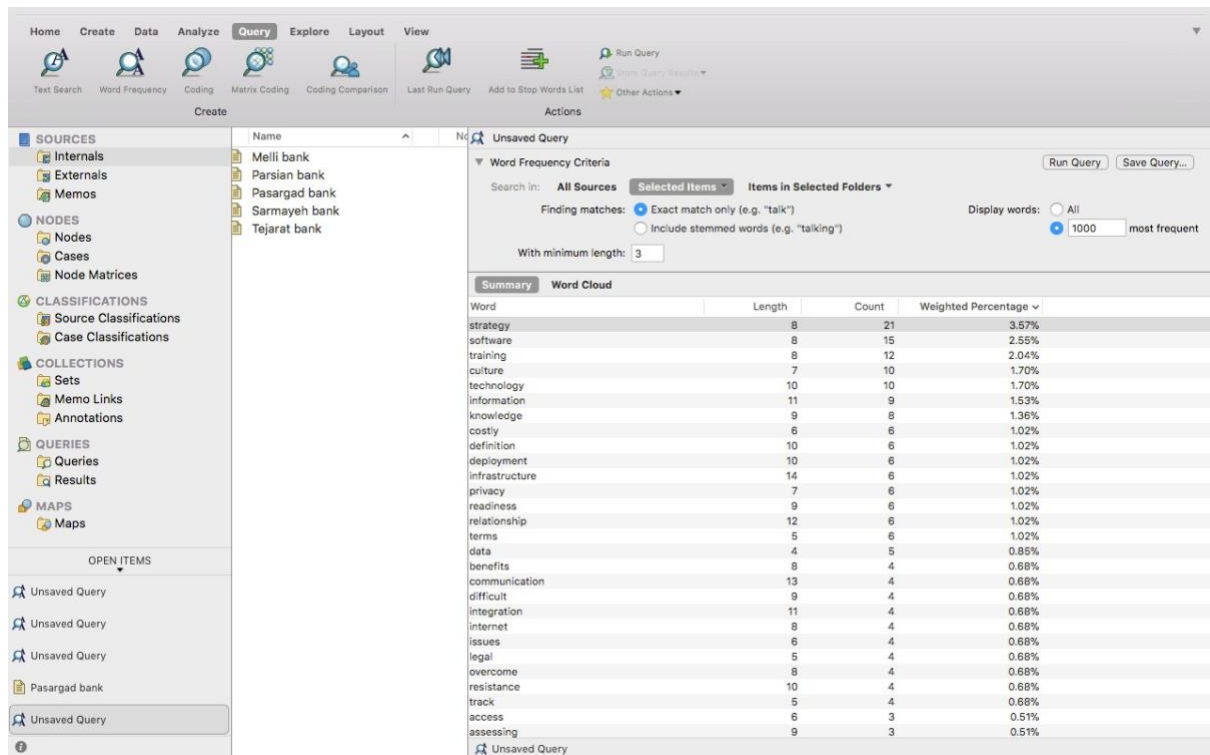 Home Create Data Analyze Query Explore Layout View
Text Search Word Frequency Coding Matrix Coding Coding Comparison Last Run Query Add to Stop Words List
Run Query
Show Query Results
Other Actions
Create Actions
SOURCES
Internals
Externals
Memos
NODES
Nodes
Cases
Node Matrices
CLASSIFICATIONS
Source Classifications
Case Classifications
COLLECTIONS
Sets
Memo Links
Annotations
QUERIES
Queries
Results
MAPS
Maps
OPEN ITEMS
Unsaved Query
Unsaved Query
Unsaved Query
Pasargad bank
Unsaved Query
Name
Melli bank
Parsian bank
Pasargad bank
Sarmayeh bank
Tejarat bank
Unsaved Query
Word Frequency Criteria Run Query Save Query...
Search in: All Sources Selected Items Items in Selected Folders
Finding matches: Exact match only (e.g. "talk") Display words: All
Include stemmed words (e.g. "talking") 1000 most frequent
With minimum length: 3
Summary Word Cloud
Word Length Count Weighted Percentage
strategy 8 21 3.57%
software 8 15 2.55%
training 8 12 2.04%
culture 7 10 1.70%
technology 10 10 1.70%
information 11 9 1.53%
knowledge 9 8 1.36%
costly 6 6 1.02%
definition 10 6 1.02%
deployment 10 6 1.02%
infrastructure 14 6 1.02%
privacy 7 6 1.02%
readiness 9 6 1.02%
relationship 12 6 1.02%
terms 5 6 1.02%
data 4 5 0.85%
benefits 8 4 0.68%
communication 13 4 0.68%
difficult 9 4 0.68%
integration 11 4 0.68%
internet 8 4 0.68%
issues 6 4 0.68%
legal 5 4 0.68%
overcome 8 4 0.68%
resistance 10 4 0.68%
track 5 4 0.68%
access 6 3 0.51%
assessing 9 3 0.51%
Unsaved Query